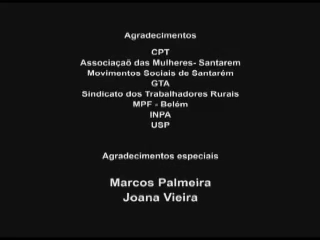 Agradecimentos
CPT
Associaçaõ das Mulheres- Santarem
Movimentos Sociais de Santarém
GTA
Sindicato dos Trabalhadores Rurais
MPF - Belém
INPA
USP
Agradecimentos especiais
Marcos Palmeira
Joana Vieira